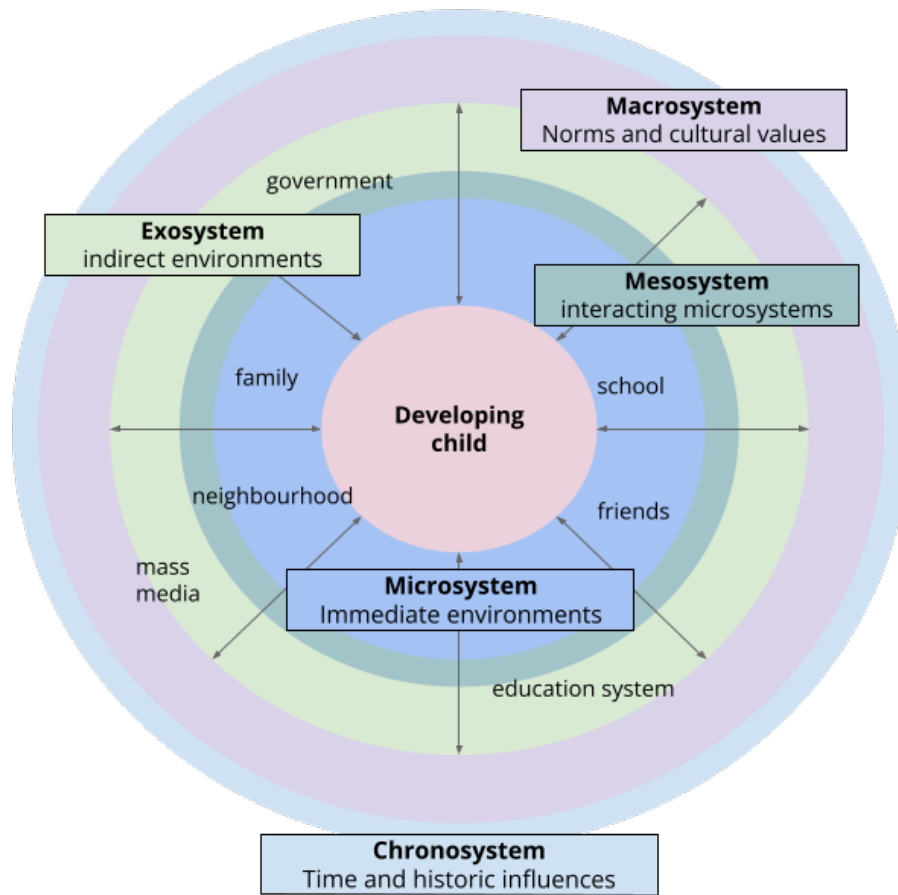 Macrosystem
Norms and cultural values
government
Exosystem
indirect environments
Mesosystem
interacting microsystems
family
school
Developing
child
neighbourhood
friends
mass
media
Microsystem
Immediate environments
education system
Chronosystem
Time and historic influences